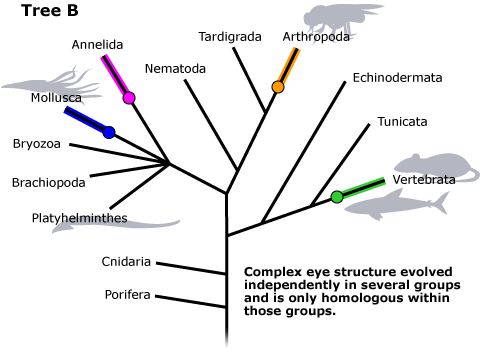 Tree B
Annelida
Tardigrada
Arthropoda
Nematoda
Echinodermata
Mollusca
Tunicata
Bryozoa
Brachiopoda
Vertebrata
Platyhelminthes
Cnidaria
Porifera
Complex eye structure evolved
independently in several groups
and is only homologous within
those groups.